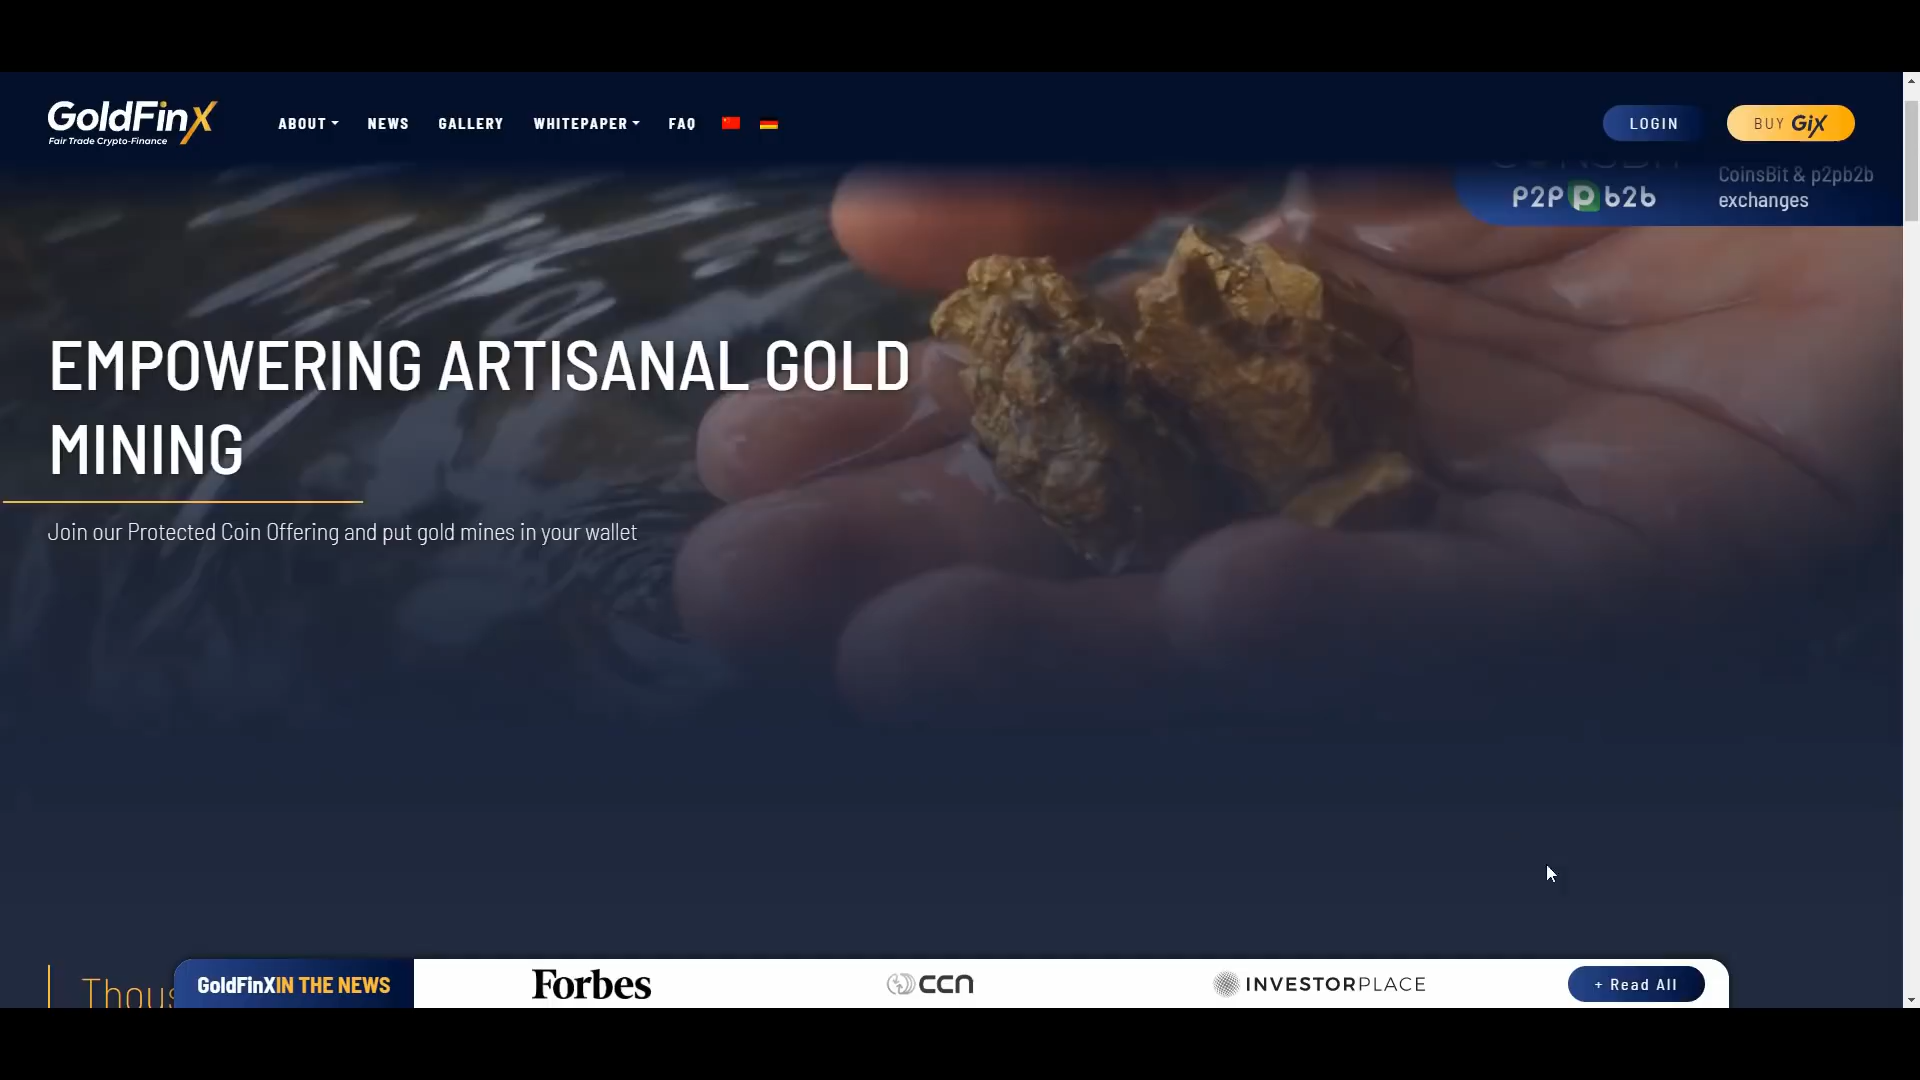 GoldFinX
Fair Trade Crypto-Finance
ABOUT
NEWS
GALLERY
WHITEPAPER
FAQ
LOGIN
BUY GiX
P2P P b2b
CoinsBit & p2pb2b
exchanges
EMPOWERING ARTISANAL GOLD
MINING
Join our Protected Coin Offering and put gold mines in your wallet
GoldFinX IN THE NEWS
Forbes
CCN
INVESTORPLACE
+ Read All